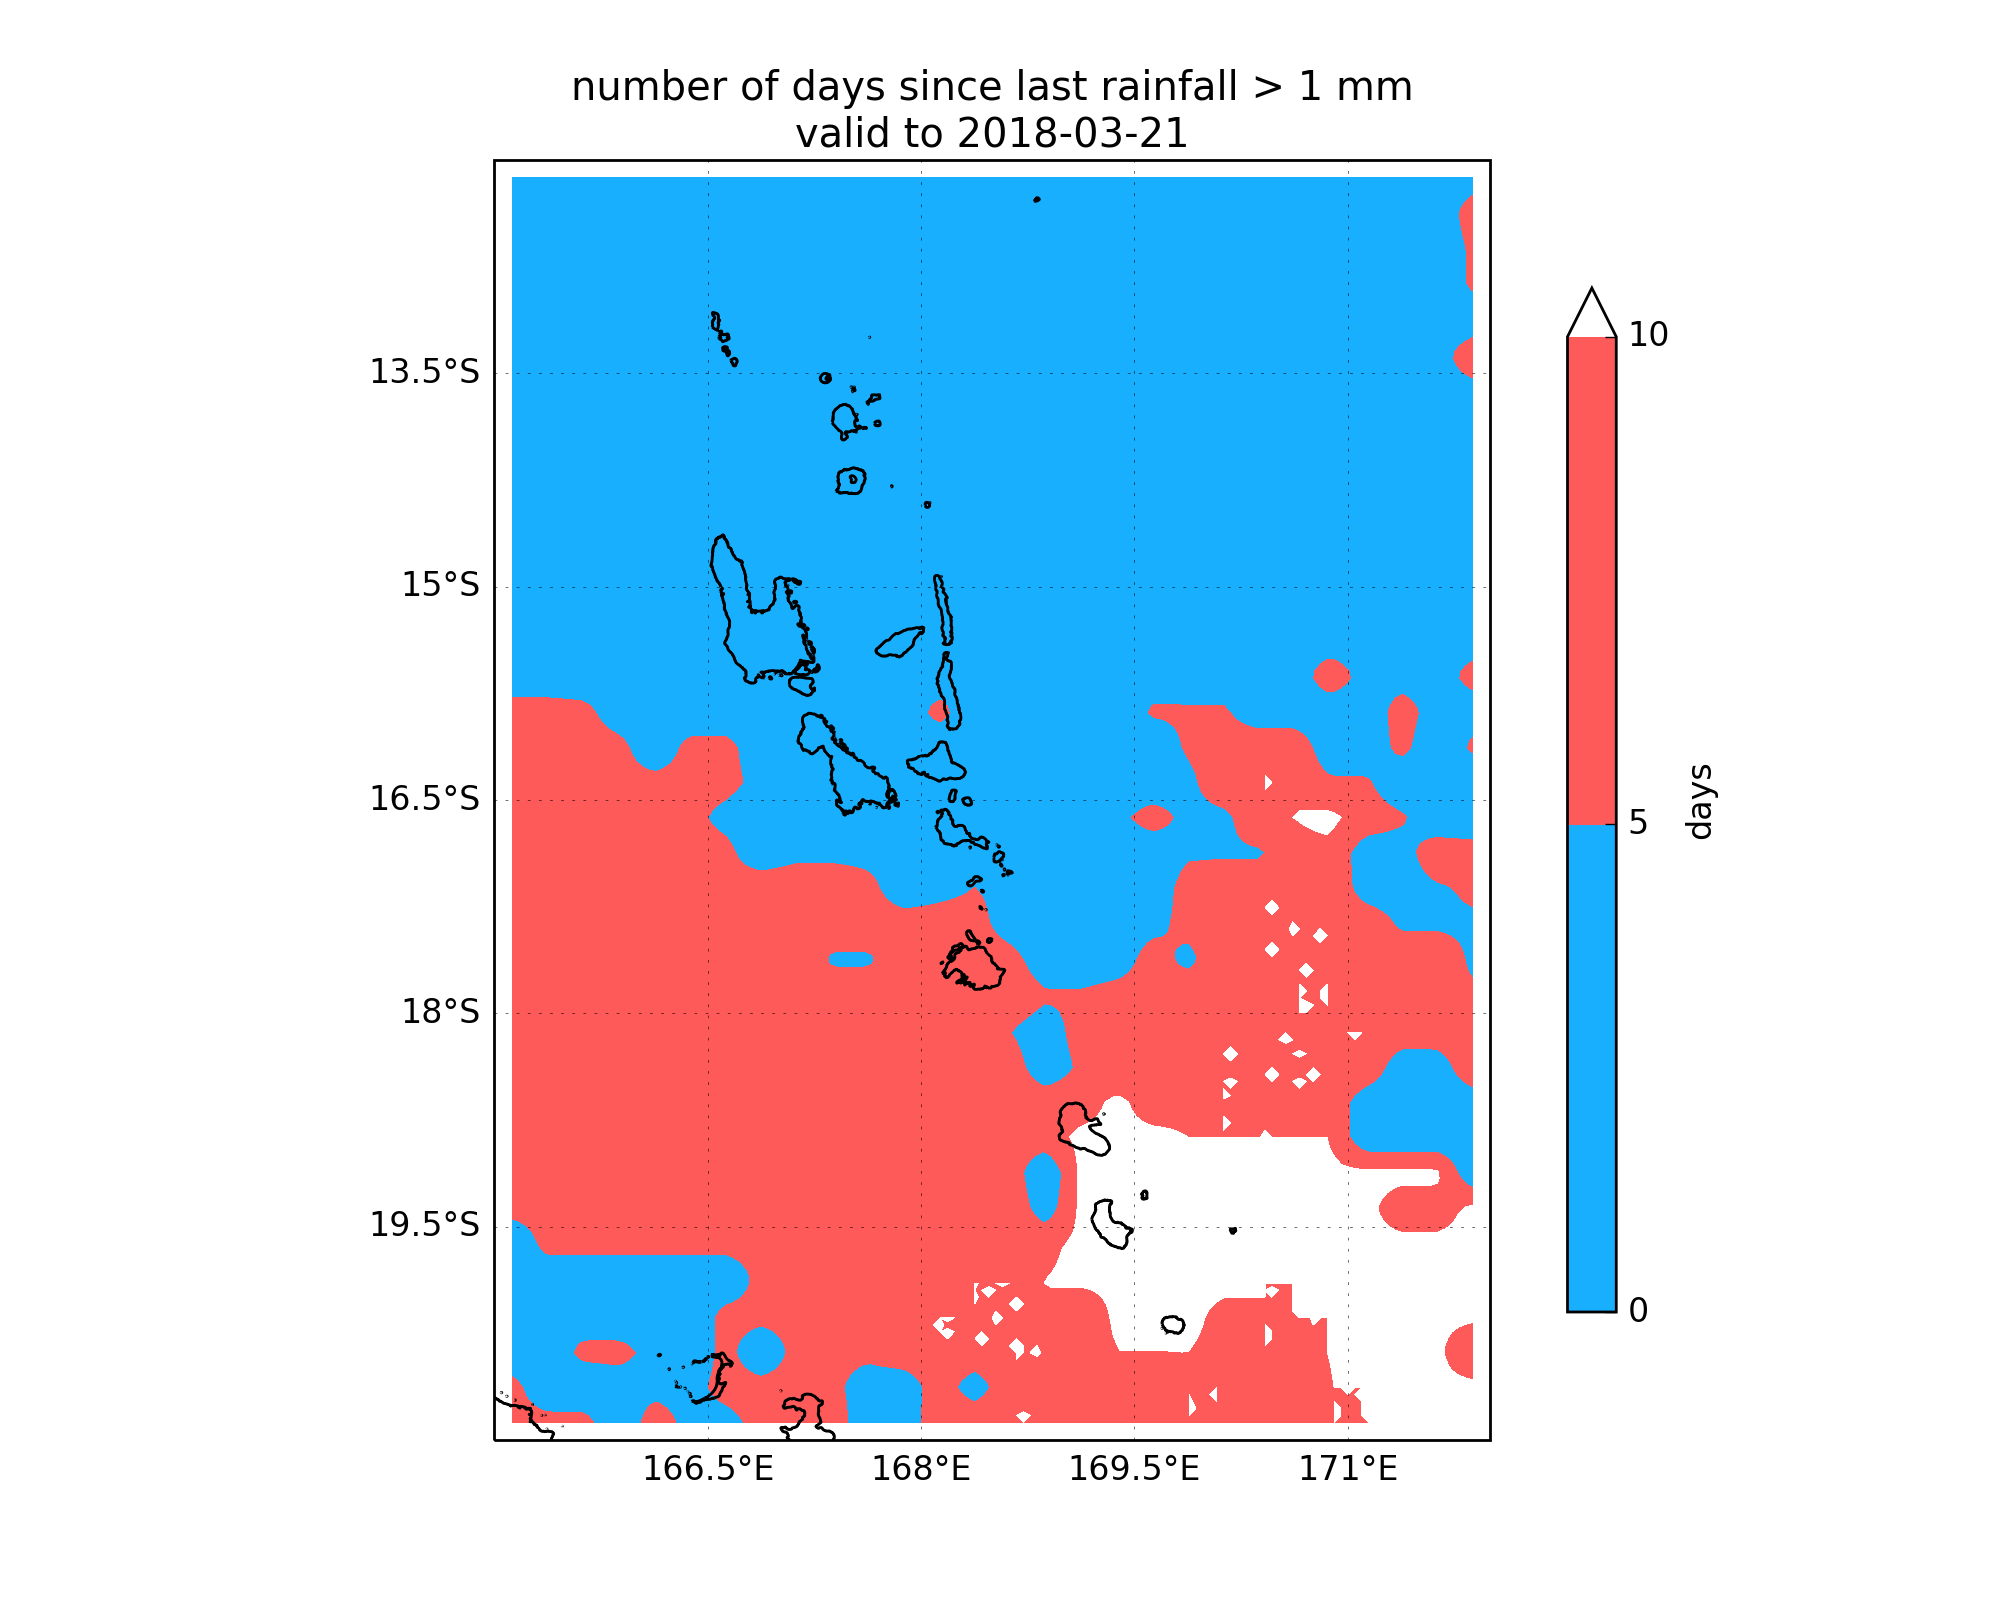 number of days since last rainfall > 1 mm
valid to 2018-03-21
13.5°S
15°S
16.5°S
18°S
19.5°S
166.5°E
168°E
169.5°E
171°E
10
5
0
days